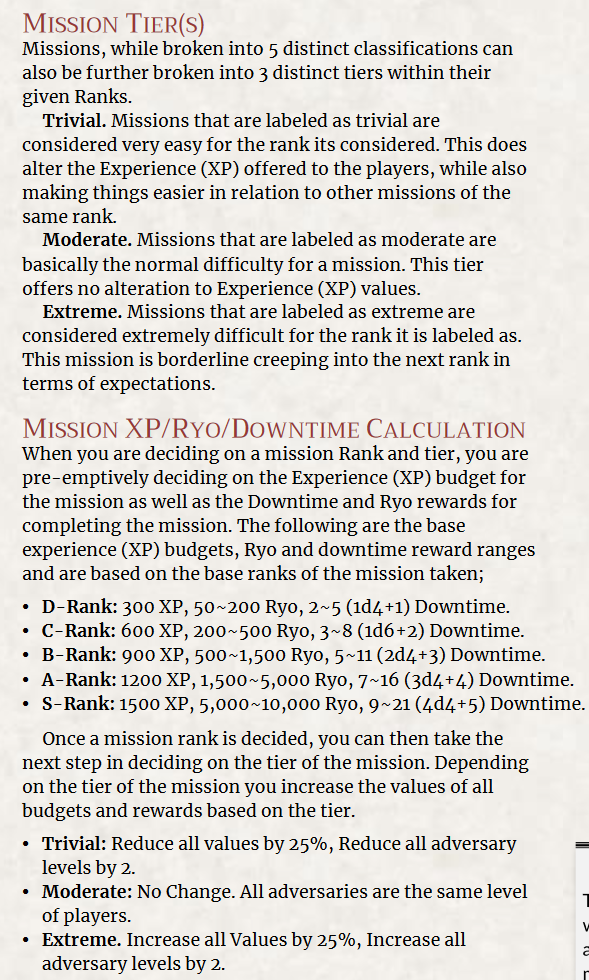 Mission Tier(s)
Missions, while broken into 5 distinct classifications can
also be further broken into 3 distinct tiers within their
given Ranks.
Trivial. Missions that are labeled as trivial are
considered very easy for the rank its considered. This does
alter the Experience (XP) offered to the players, while also
making things easier in relation to other missions of the
same rank.
Moderate. Missions that are labeled as moderate are
basically the normal difficulty for a mission. This tier
offers no alteration to Experience (XP) values.
Extreme. Missions that are labeled as extreme are
considered extremely difficult for the rank it is labeled as.
This mission is borderline creeping into the next rank in
terms of expectations.
Mission XP/Ryo/Downtime Calculation
When you are deciding on a mission Rank and tier, you are
pre-emptively deciding on the Experience (XP) budget for
the mission as well as the Downtime and Ryo rewards for
completing the mission. The following are the base
experience (XP) budgets, Ryo and downtime reward ranges
and are based on the base ranks of the mission taken;
• D-Rank: 300 XP, 50~200 Ryo, 2~5 (1d4+1) Downtime.
• C-Rank: 600 XP, 200~500 Ryo, 3~8 (1d6+2) Downtime.
• B-Rank: 900 XP, 500~1,500 Ryo, 5~11 (2d4+3) Downtime.
• A-Rank: 1200 XP, 1,500~5,000 Ryo, 7~16 (3d4+4) Downtime.
• S-Rank: 1500 XP, 5,000~10,000 Ryo, 9~21 (4d4+5) Downtime.
Once a mission rank is decided, you can then take the
next step in deciding on the tier of the mission. Depending
on the tier of the mission you increase the values of all
budgets and rewards based on the tier.
• Trivial: Reduce all values by 25%, Reduce all adversary
levels by 2.
• Moderate: No Change. All adversaries are the same level
of players.
• Extreme. Increase all Values by 25%, Increase all
adversary levels by 2.